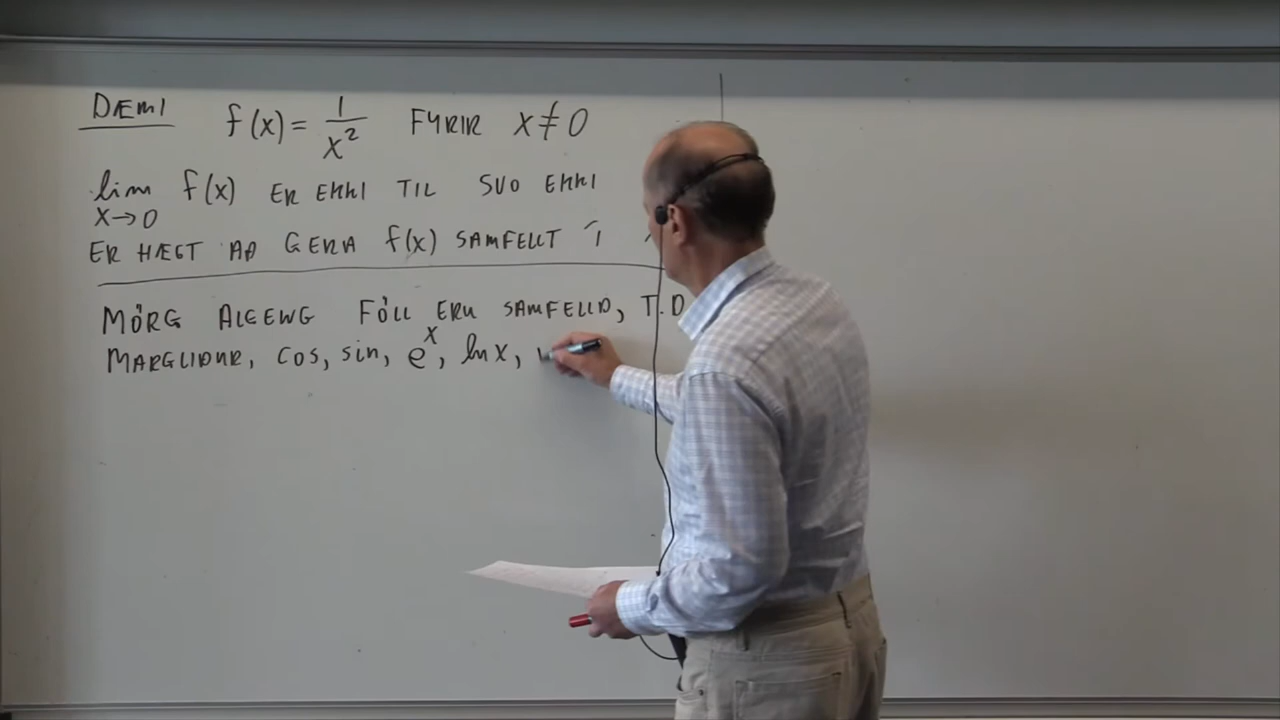 DÆMI f(x) = 1/x² FYRIR x≠0
lim x→0 f(x) ER EKKI TIL SVO EKKI
ER HÆGT AÐ GERA f(x) SAMFELLT Í
MÖRG ALGENG FÖLL ERU SAMFELLD, T.D
MARGLIÐUR, cos, sin, eˣ, ln x,